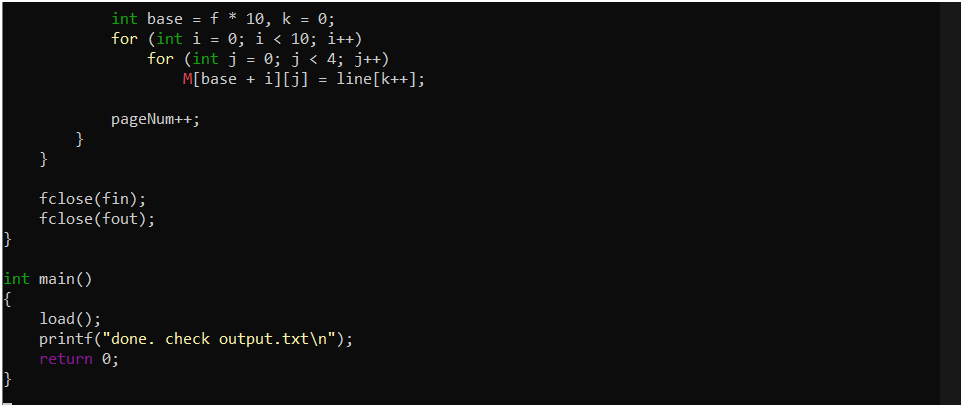 int base = f * 10, k = 0;
            for (int i = 0; i < 10; i++)
                for (int j = 0; j < 4; j++)
                    M[base + i][j] = line[k++];

            pageNum++;
        }
    }

    fclose(fin);
    fclose(fout);
}

int main()
{
    load();
    printf("done. check output.txt\n");
    return 0;
}